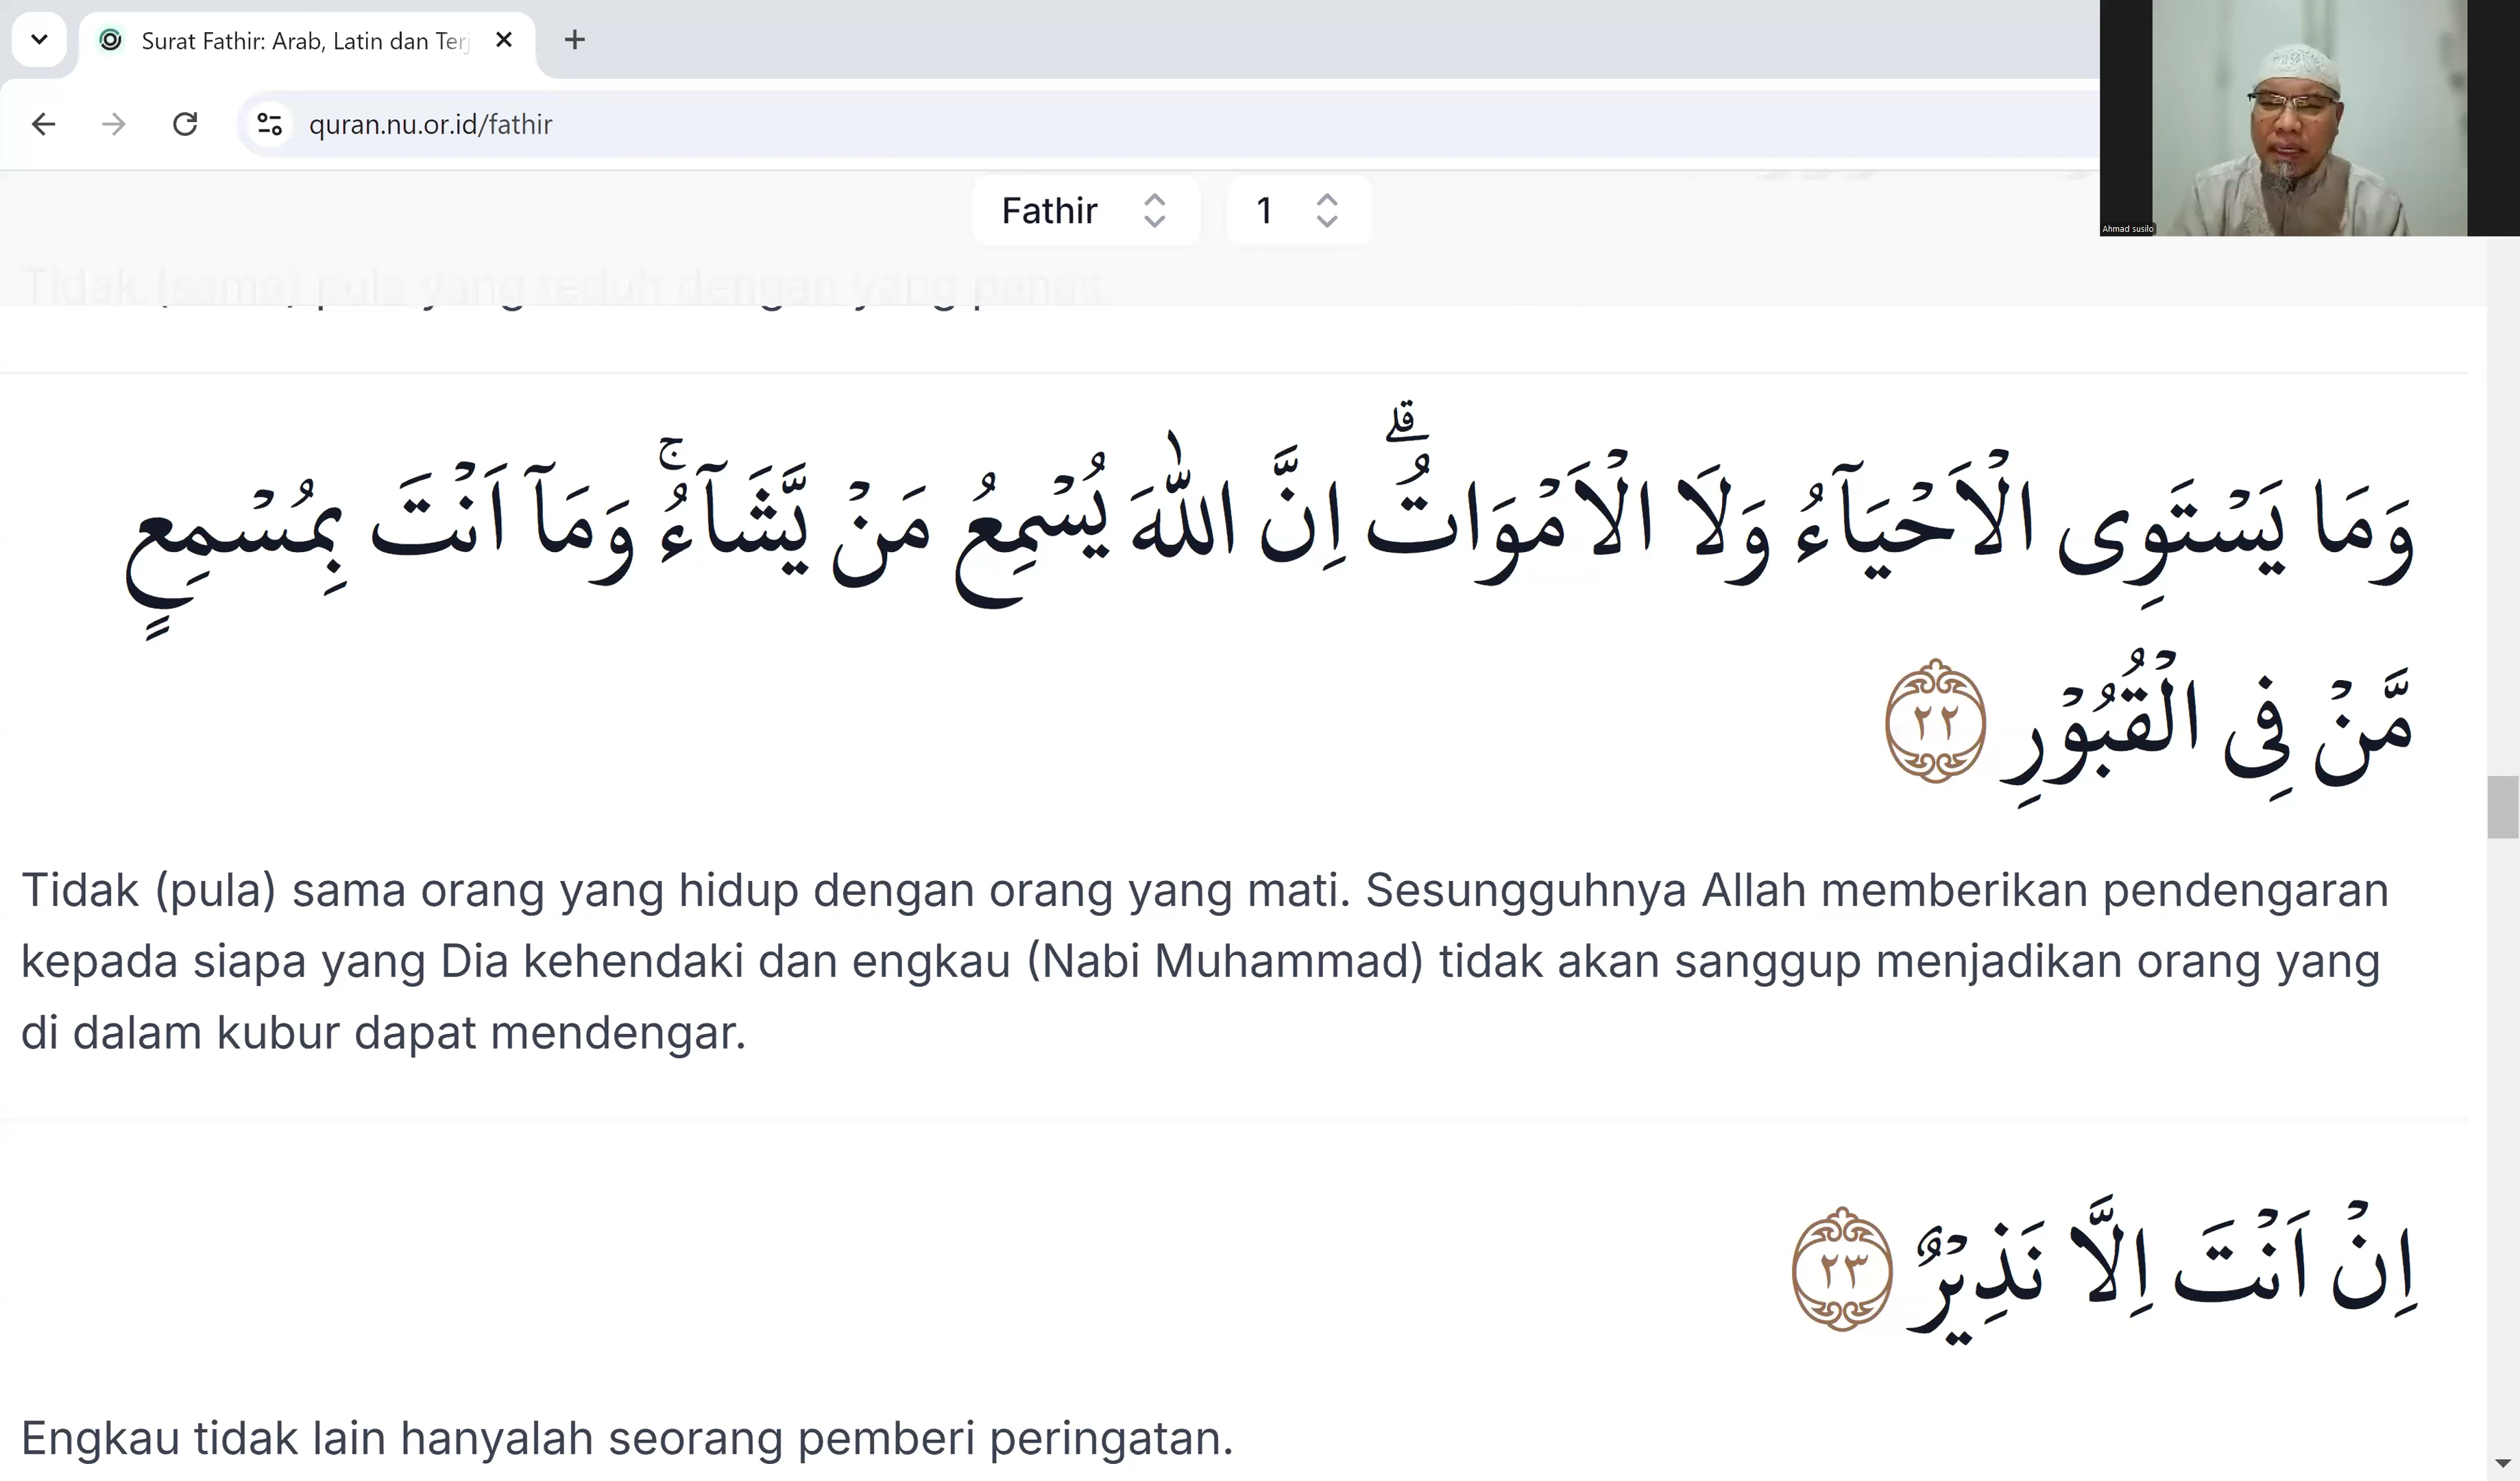 Surat Fathir: Arab, Latin dan Ter
quran.nu.or.id/fathir
Ahmad susilo
Fathir 1
Tidak (sama) pula yang teduh dengan yang panas.
وَمَا يَسْتَوِى الْاَحْيَاۤءُ وَلَا الْاَمْوَاتُۗ اِنَّ اللّٰهَ يُسْمِعُ مَنْ يَّشَاۤءُۚ وَمَآ اَنْتَ بِمُسْمِعٍ
مَّنْ فِى الْقُبُوْرِ ٢٢
Tidak (pula) sama orang yang hidup dengan orang yang mati. Sesungguhnya Allah memberikan pendengaran
kepada siapa yang Dia kehendaki dan engkau (Nabi Muhammad) tidak akan sanggup menjadikan orang yang
di dalam kubur dapat mendengar.
اِنْ اَنْتَ اِلَّا نَذِيْرٌ ٢٣
Engkau tidak lain hanyalah seorang pemberi peringatan.